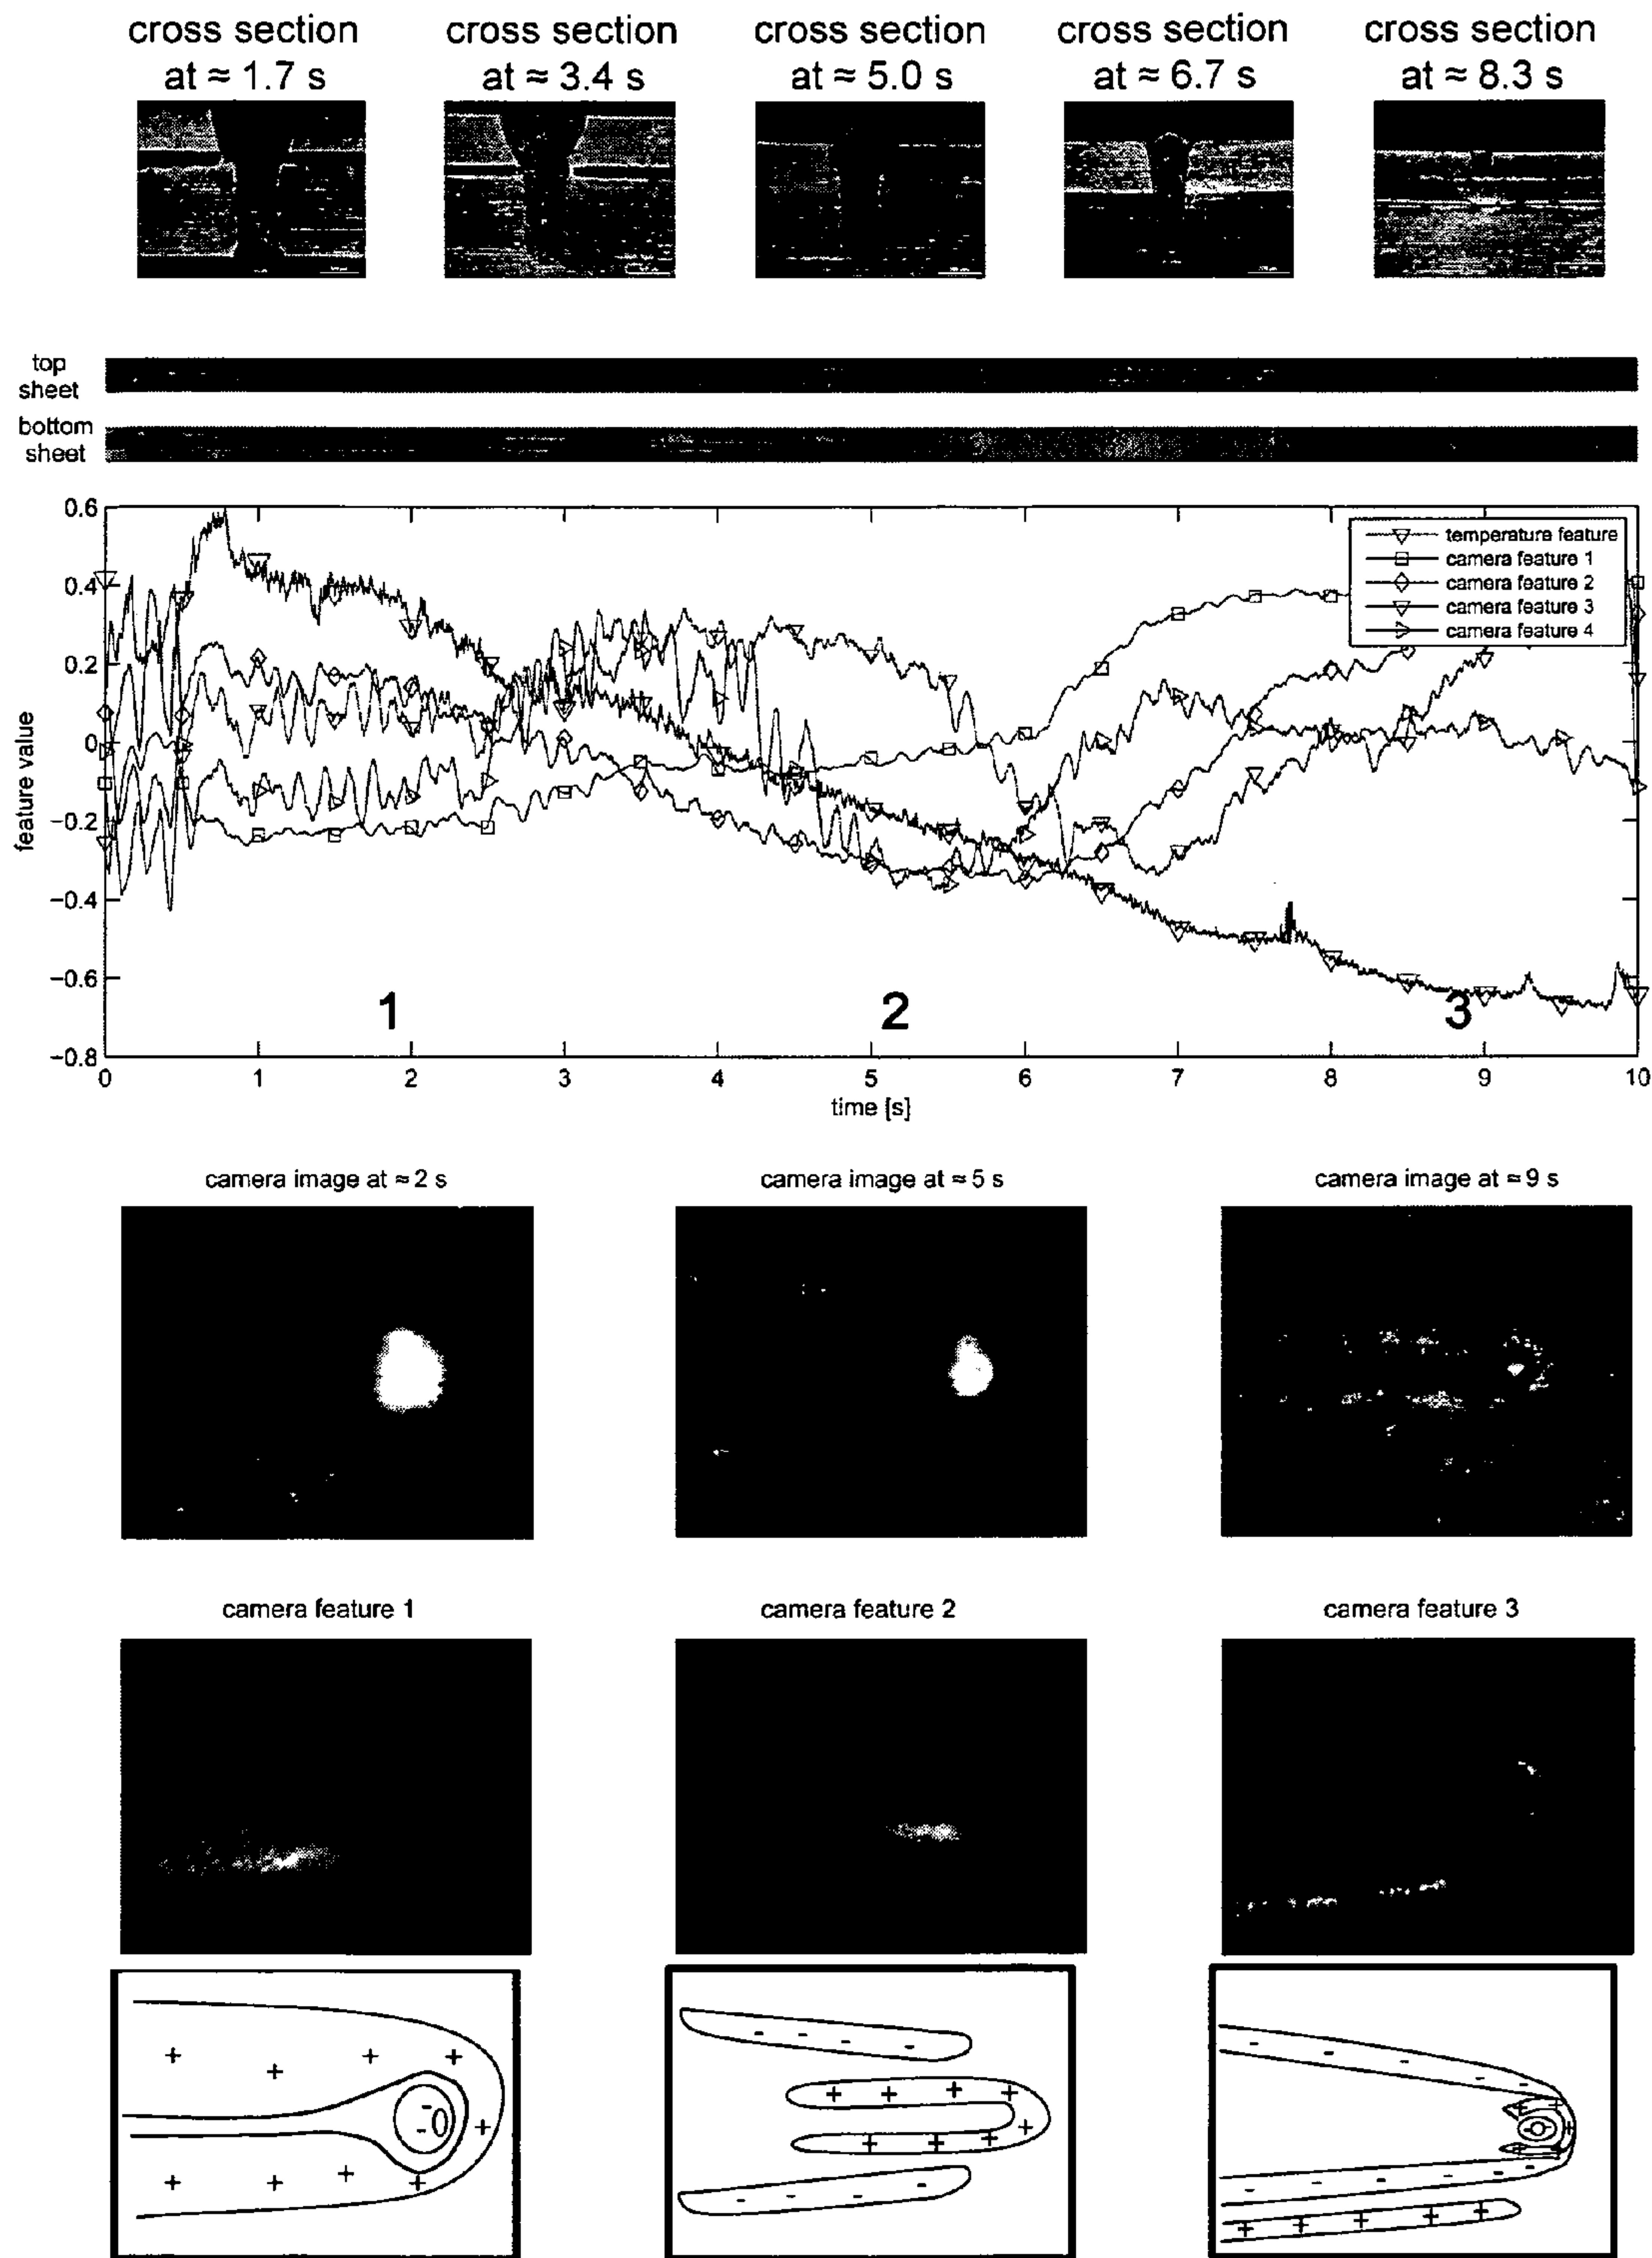 cross section
at ≈ 1.7 s
cross section
at ≈ 3.4 s
cross section
at ≈ 5.0 s
cross section
at ≈ 6.7 s
cross section
at ≈ 8.3 s
top
sheet
bottom
sheet
feature value
0.6
0.4
0.2
0
−0.2
−0.4
−0.6
−0.8
temperature feature
camera feature 1
camera feature 2
camera feature 3
camera feature 4
1
2
3
0
1
2
3
4
5
6
7
8
9
10
time [s]
camera image at ≈ 2 s
camera image at ≈ 5 s
camera image at ≈ 9 s
camera feature 1
camera feature 2
camera feature 3
+ + + +
- -
+
+ + + +
- - - -
+ + + +
+
+ + +
- - - -
- - - - -
+ + +
- - - - - -
+ + + + +